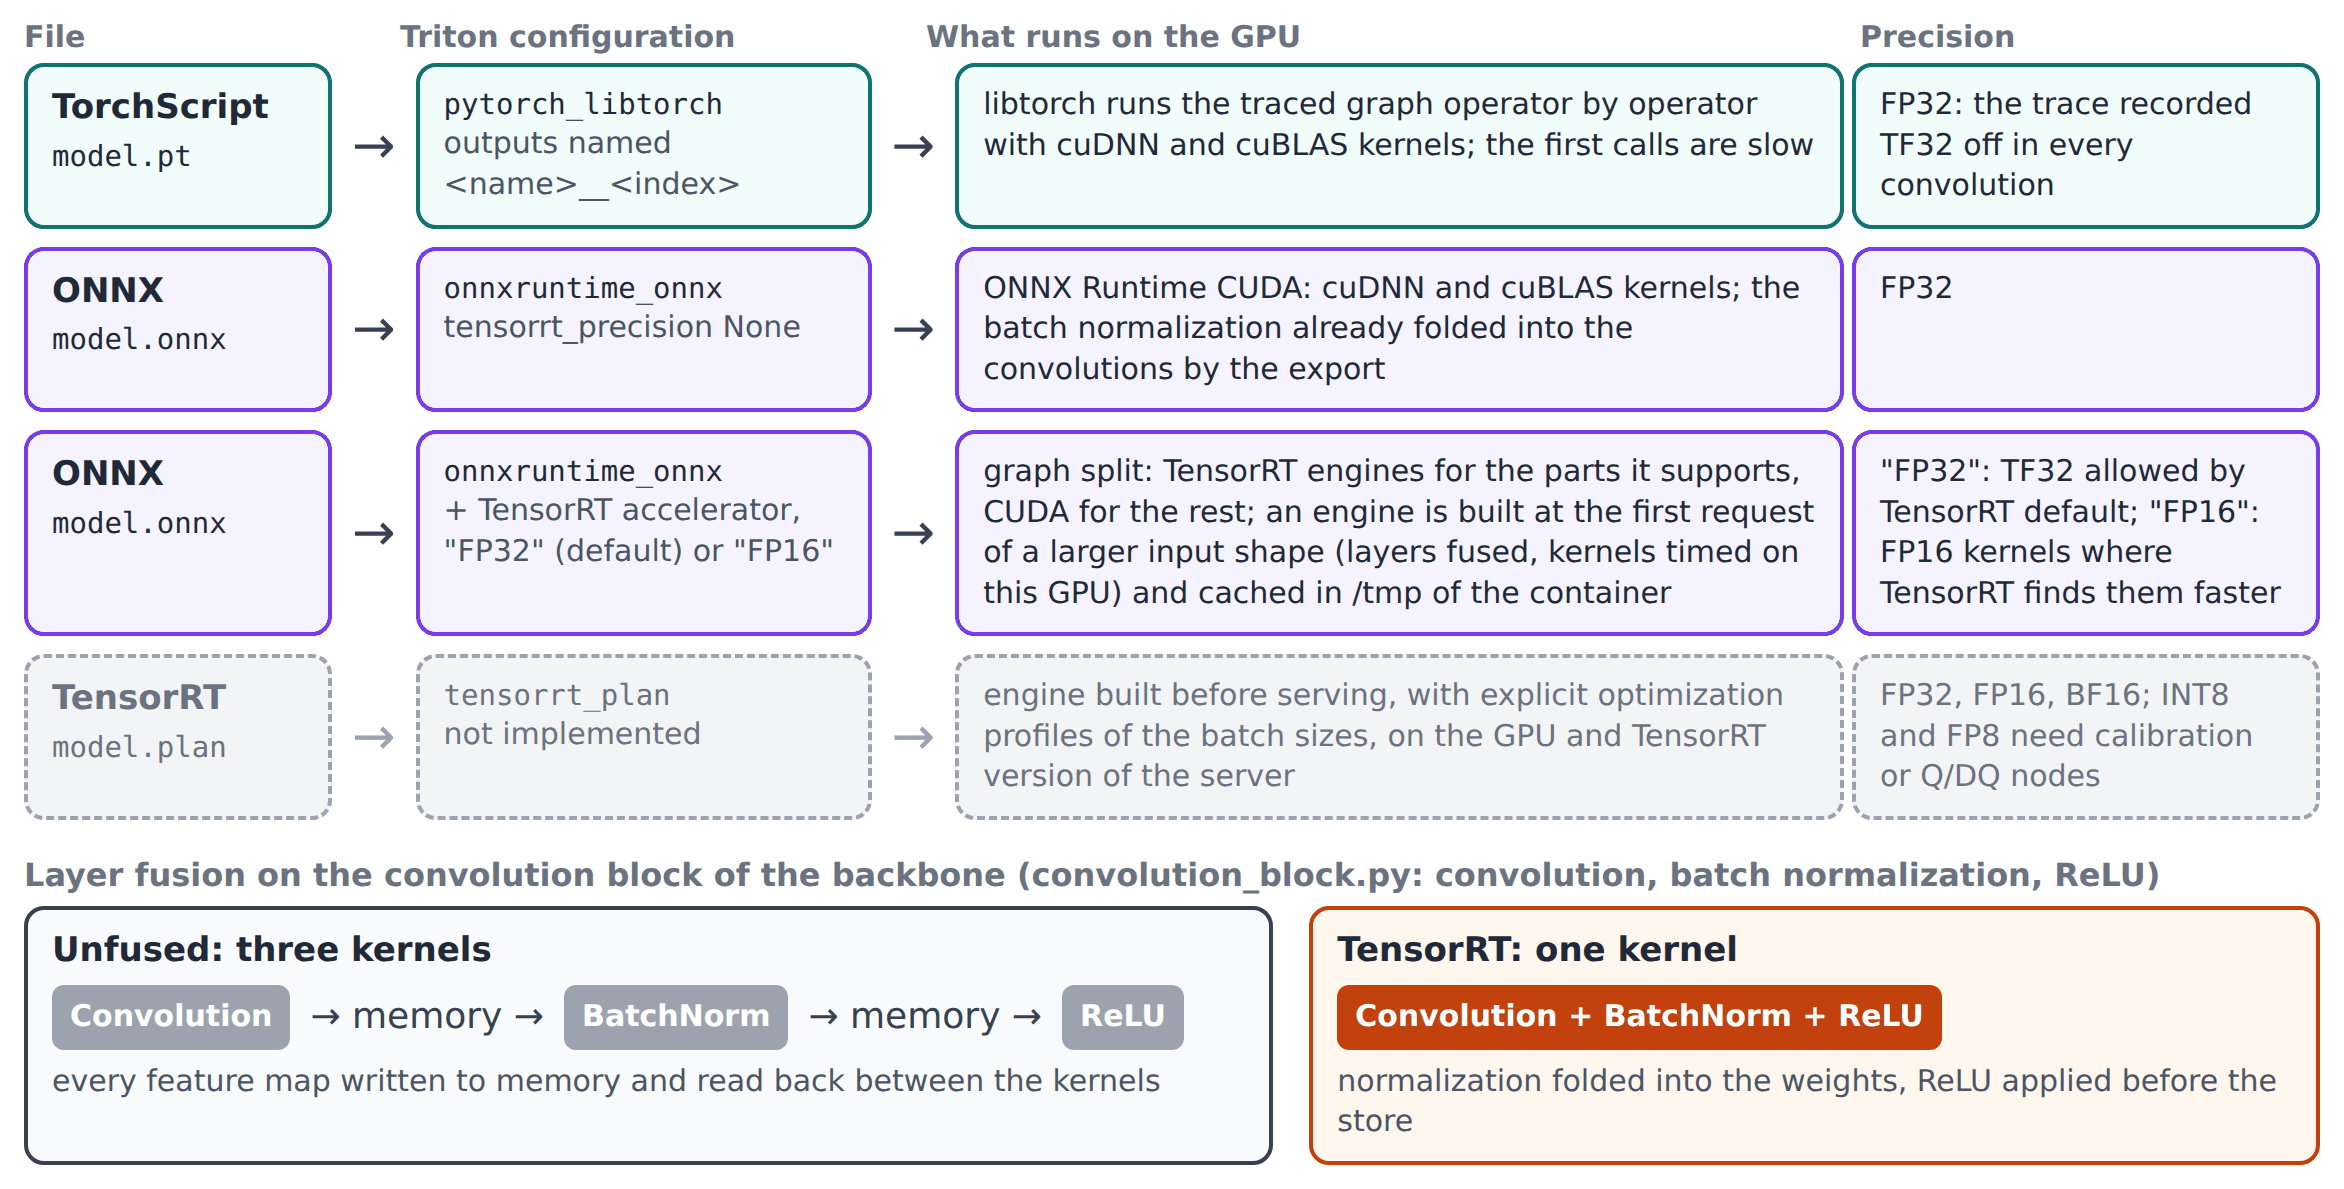 File
Triton configuration
What runs on the GPU
Precision
TorchScript
model.pt
→
pytorch_libtorch
outputs named
<name>__<index>
→
libtorch runs the traced graph operator by operator
with cuDNN and cuBLAS kernels; the first calls are slow
FP32: the trace recorded
TF32 off in every
convolution
ONNX
model.onnx
→
onnxruntime_onnx
tensorrt_precision None
→
ONNX Runtime CUDA: cuDNN and cuBLAS kernels; the
batch normalization already folded into the
convolutions by the export
FP32
ONNX
model.onnx
→
onnxruntime_onnx
+ TensorRT accelerator,
"FP32" (default) or "FP16"
→
graph split: TensorRT engines for the parts it supports,
CUDA for the rest; an engine is built at the first request
of a larger input shape (layers fused, kernels timed on
this GPU) and cached in /tmp of the container
"FP32": TF32 allowed by
TensorRT default; "FP16":
FP16 kernels where
TensorRT finds them faster
TensorRT
model.plan
→
tensorrt_plan
not implemented
→
engine built before serving, with explicit optimization
profiles of the batch sizes, on the GPU and TensorRT
version of the server
FP32, FP16, BF16; INT8
and FP8 need calibration
or Q/DQ nodes
Layer fusion on the convolution block of the backbone (convolution_block.py: convolution, batch normalization, ReLU)
Unfused: three kernels
Convolution → memory → BatchNorm → memory → ReLU
every feature map written to memory and read back between the kernels
TensorRT: one kernel
Convolution + BatchNorm + ReLU
normalization folded into the weights, ReLU applied before the
store